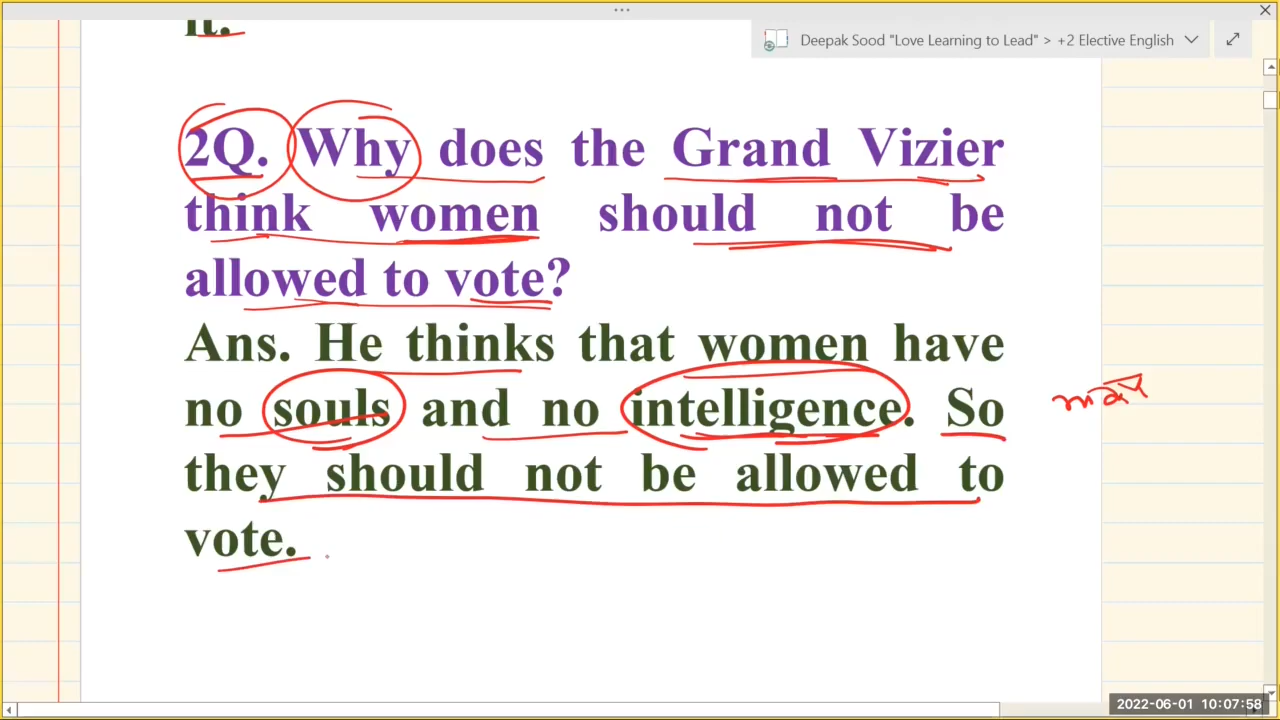 it.
Deepak Sood "Love Learning to Lead" > +2 Elective English
2Q. Why does the Grand Vizier
think women should not be
allowed to vote?
Ans. He thinks that women have
no souls and no intelligence. So
they should not be allowed to
vote.
2022-06-01 10:07:58